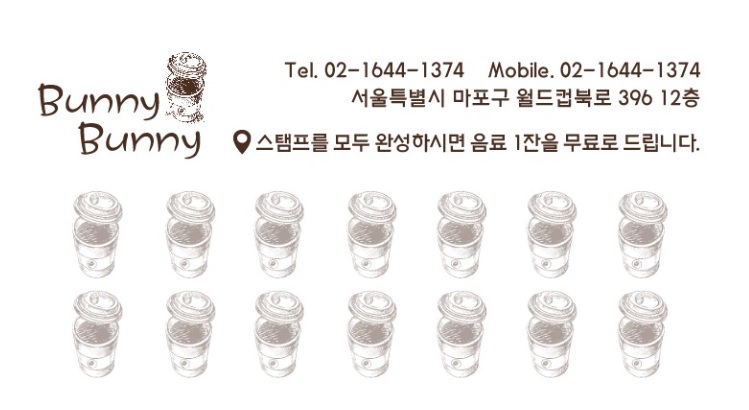 Bunny
Bunny
Tel. 02-1644-1374 Mobile. 02-1644-1374
서울특별시 마포구 월드컵북로 396 12층
스탬프를 모두 완성하시면 음료 1잔을 무료로 드립니다.